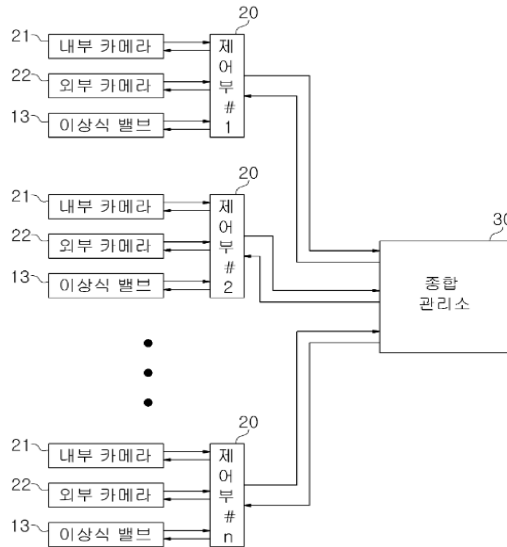 20
21 내부 카메라
22 외부 카메라
13 이상식 밸브
제어부#1
20
21 내부 카메라
22 외부 카메라
13 이상식 밸브
제어부#2
30
종합
관리소
20
21 내부 카메라
22 외부 카메라
13 이상식 밸브
제어부#n